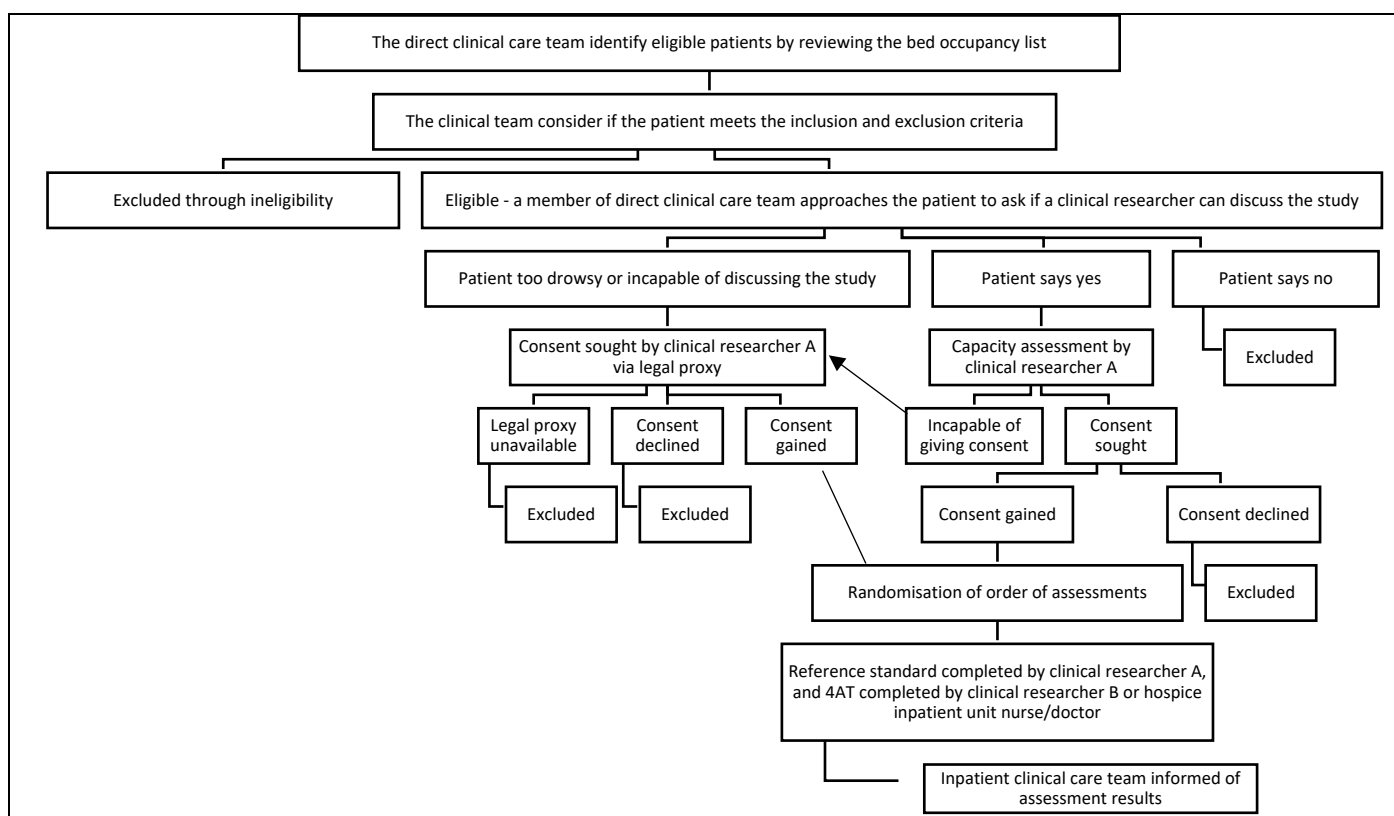 The direct clinical care team identify eligible patients by reviewing the bed occupancy list
The clinical team consider if the patient meets the inclusion and exclusion criteria
Excluded through ineligibility
Eligible - a member of direct clinical care team approaches the patient to ask if a clinical researcher can discuss the study
Patient too drowsy or incapable of discussing the study
Patient says yes
Patient says no
Consent sought by clinical researcher A
via legal proxy
Capacity assessment by
clinical researcher A
Excluded
Legal proxy
unavailable
Consent
declined
Consent
gained
Incapable of
giving consent
Consent
sought
Excluded
Excluded
Consent gained
Consent declined
Randomisation of order of assessments
Excluded
Reference standard completed by clinical researcher A,
and 4AT completed by clinical researcher B or hospice
inpatient unit nurse/doctor
Inpatient clinical care team informed of
assessment results